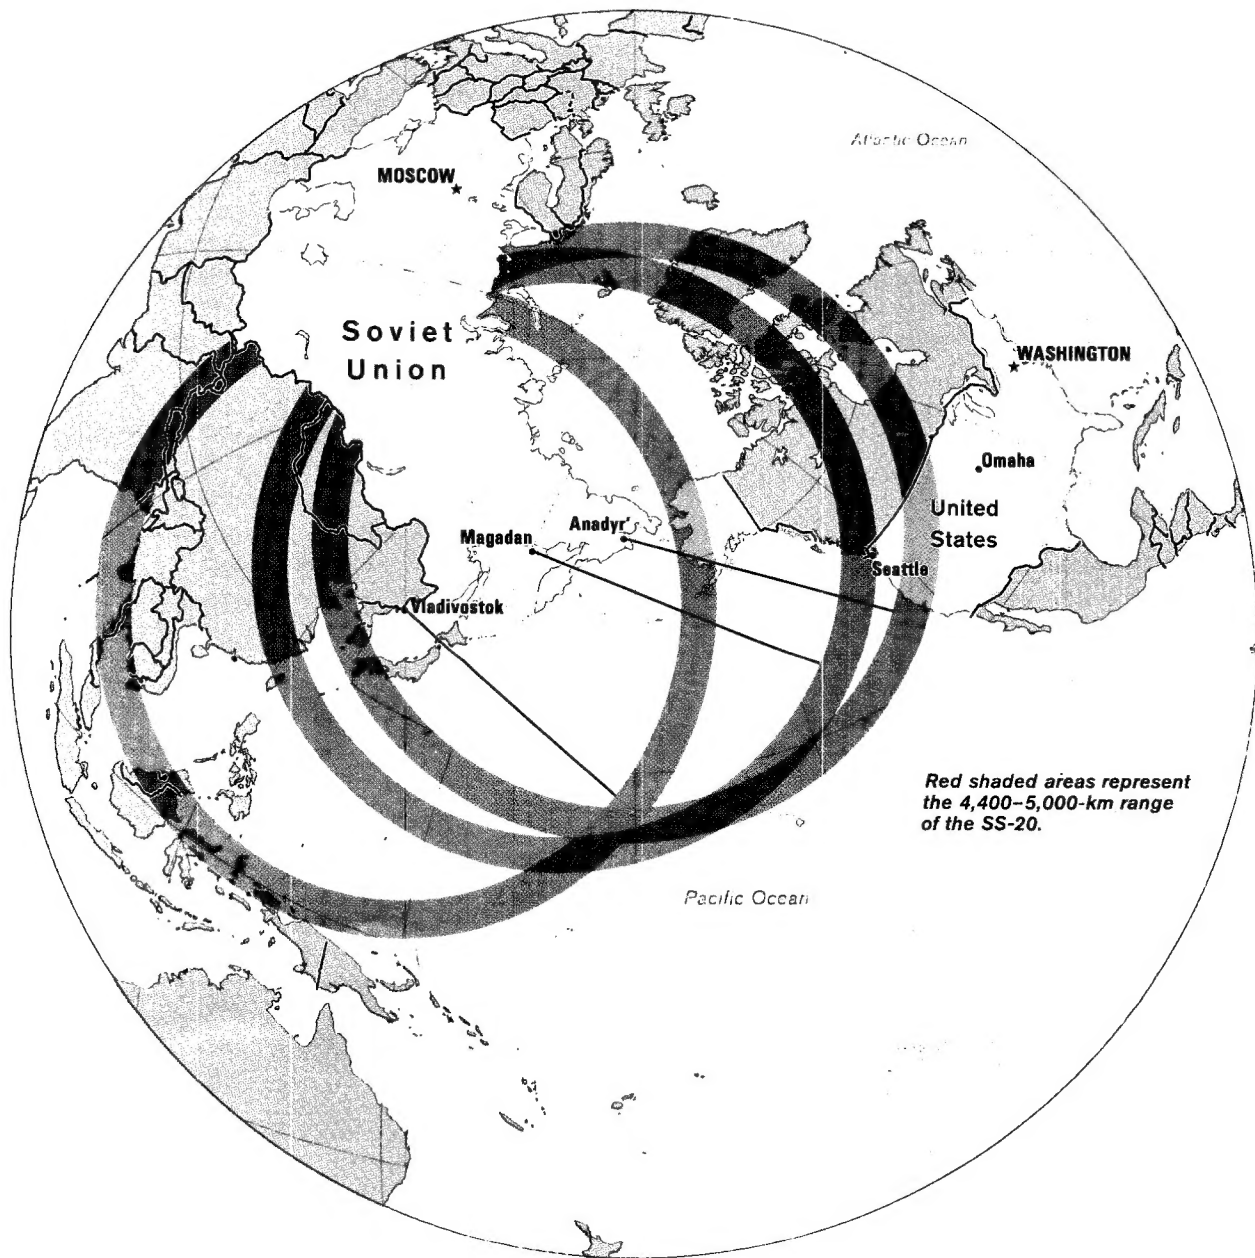 Atlantic Ocean
MOSCOW
Soviet
Union
WASHINGTON
Omaha
United
States
Anadyr'
Magadan
Seattle
Vladivostok
Red shaded areas represent
the 4,400–5,000-km range
of the SS-20.
Pacific Ocean